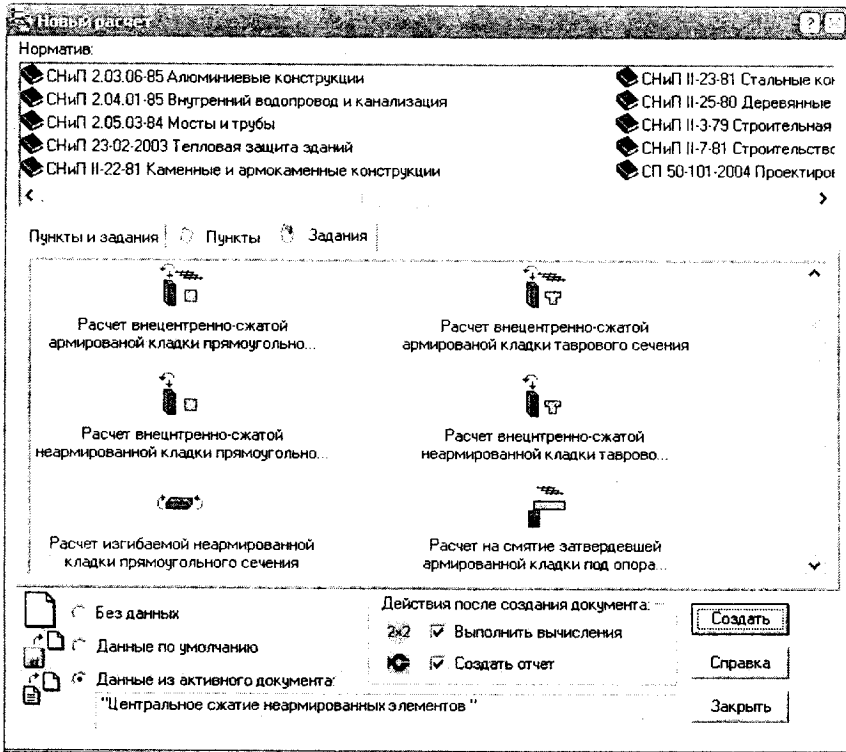 Новый расчет
Норматив:
СНиП 2.03.06-85 Алюминиевые конструкции
СНиП 2.04.01-85 Внутренний водопровод и канализация
СНиП 2.05.03-84 Мосты и трубы
СНиП 23-02-2003 Тепловая защита зданий
СНиП II-22-81 Каменные и армокаменные конструкции
СНиП II-23-81 Стальные кон
СНиП II-25-80 Деревянные
СНиП II-3-79 Строительная
СНиП II-7-81 Строительство
СП 50-101-2004 Проектиров
Пункты и задания Пункты Задания
Расчет внецентренно-сжатой
армированой кладки прямоугольно...
Расчет внецентренно-сжатой
армированой кладки таврового сечения
Расчет внецнтренно-сжатой
неармированной кладки прямоугольно...
Расчет внецнтренно-сжатой
неармированной кладки таврово...
Расчет изгибаемой неармированной
кладки прямоугольного сечения
Расчет на смятие затвердевшей
армированной кладки под опора...
Без данных
Данные по умолчанию
Данные из активного документа:
"Центральное сжатие неармированных элементов "
Действия после создания документа:
2×2 Выполнить вычисления
Создать отчет
Создать
Справка
Закрыть